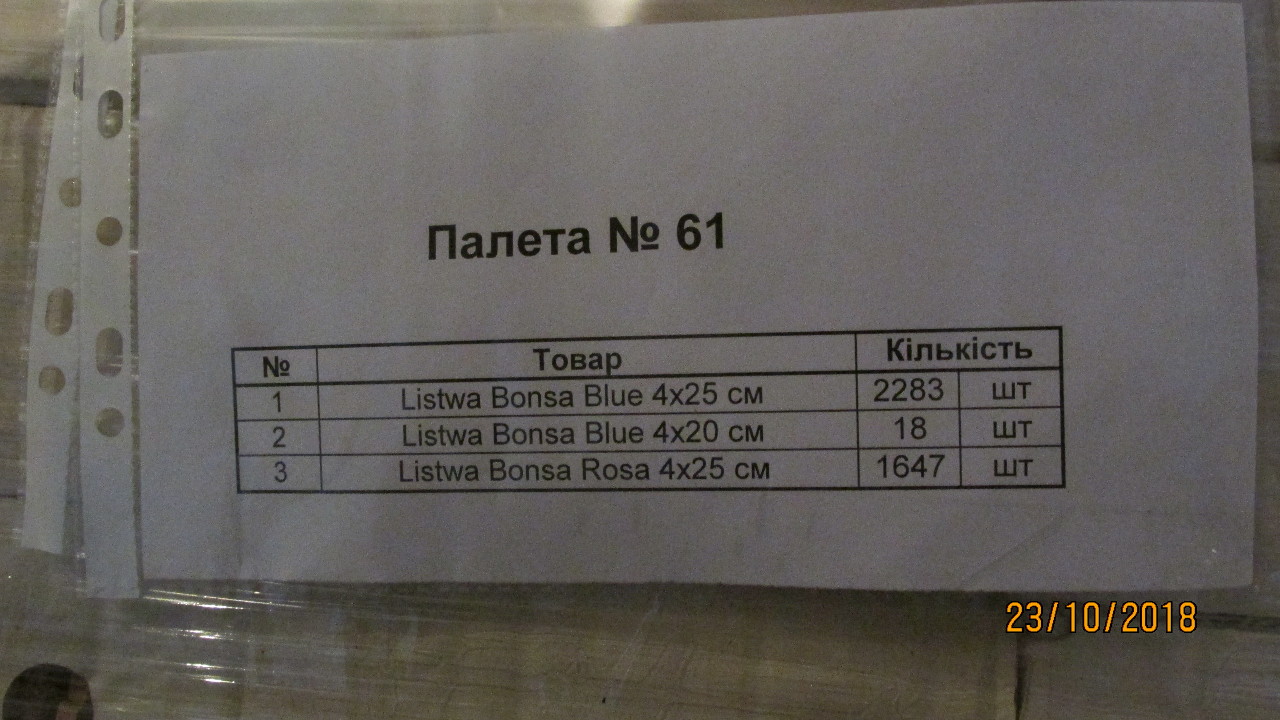 Палета № 61
№ Товар Кількість
1 Listwa Bonsa Blue 4x25 см 2283 шт
2 Listwa Bonsa Blue 4x20 см 18 шт
3 Listwa Bonsa Rosa 4x25 см 1647 шт
23/10/2018